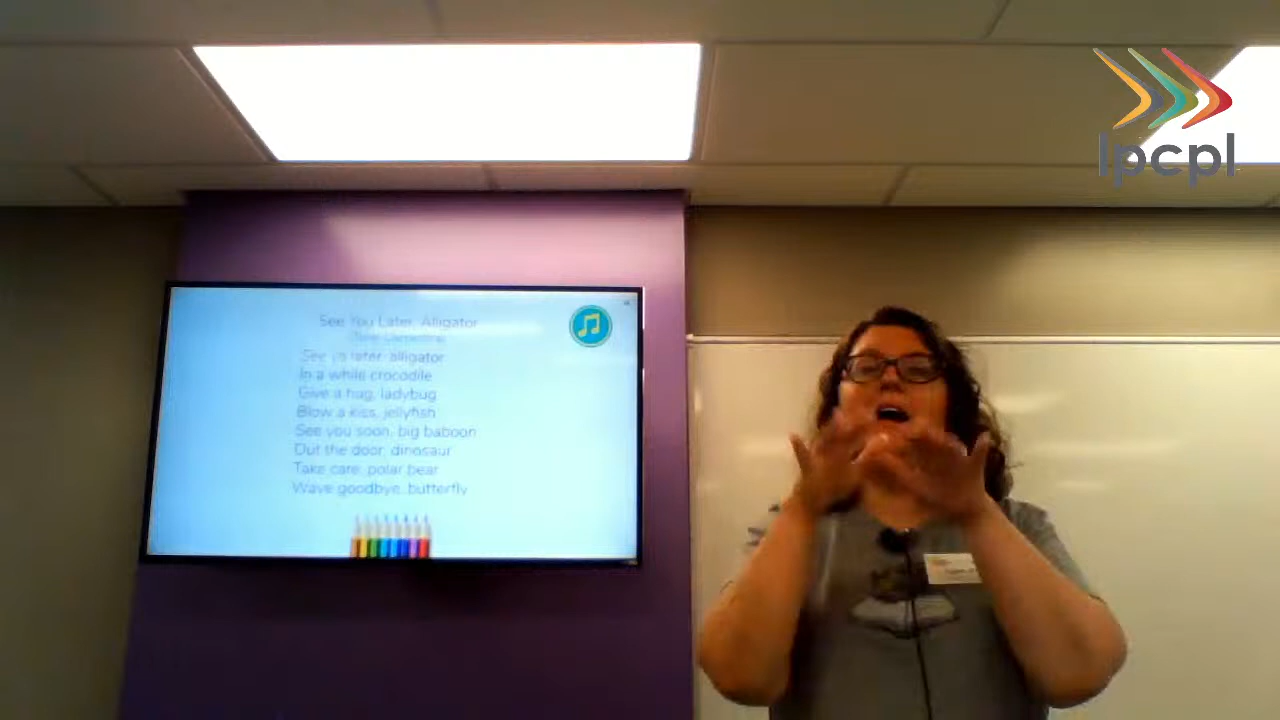 lpcpl
See You Later, Alligator
See ya later alligator
In a while crocodile
Give a hug, ladybug
Blow a kiss, jellyfish
See you soon, big baboon
Out the door, dinosaur
Take care, polar bear
Wave goodbye, butterfly